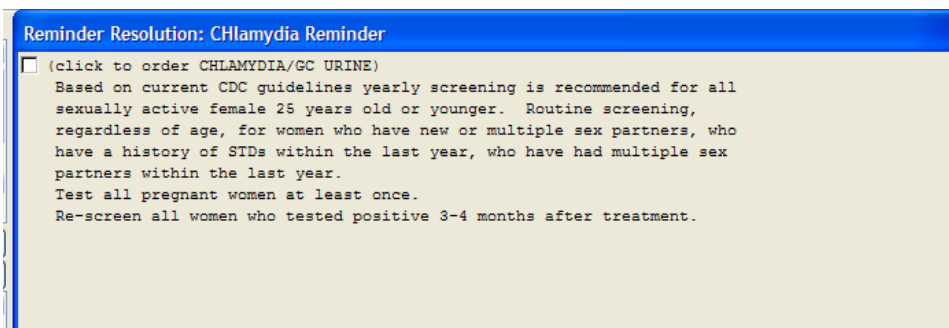 Reminder Resolution: CHlamydia Reminder
(click to order CHLAMYDIA/GC URINE)
Based on current CDC guidelines yearly screening is recommended for all
sexually active female 25 years old or younger.  Routine screening,
regardless of age, for women who have new or multiple sex partners, who
have a history of STDs within the last year, who have had multiple sex
partners within the last year.
Test all pregnant women at least once.
Re-screen all women who tested positive 3-4 months after treatment.